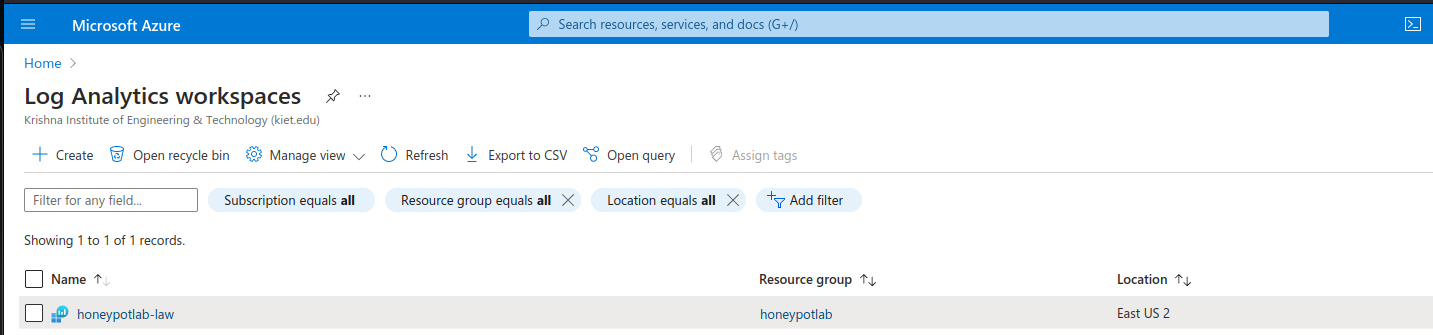 Microsoft Azure
Search resources, services, and docs (G+/)
Home
Log Analytics workspaces
Krishna Institute of Engineering & Technology (kiet.edu)
Create Open recycle bin Manage view Refresh Export to CSV Open query Assign tags
Filter for any field... Subscription equals all Resource group equals all Location equals all Add filter
Showing 1 to 1 of 1 records.
Name Resource group Location
honeypotlab-law honeypotlab East US 2